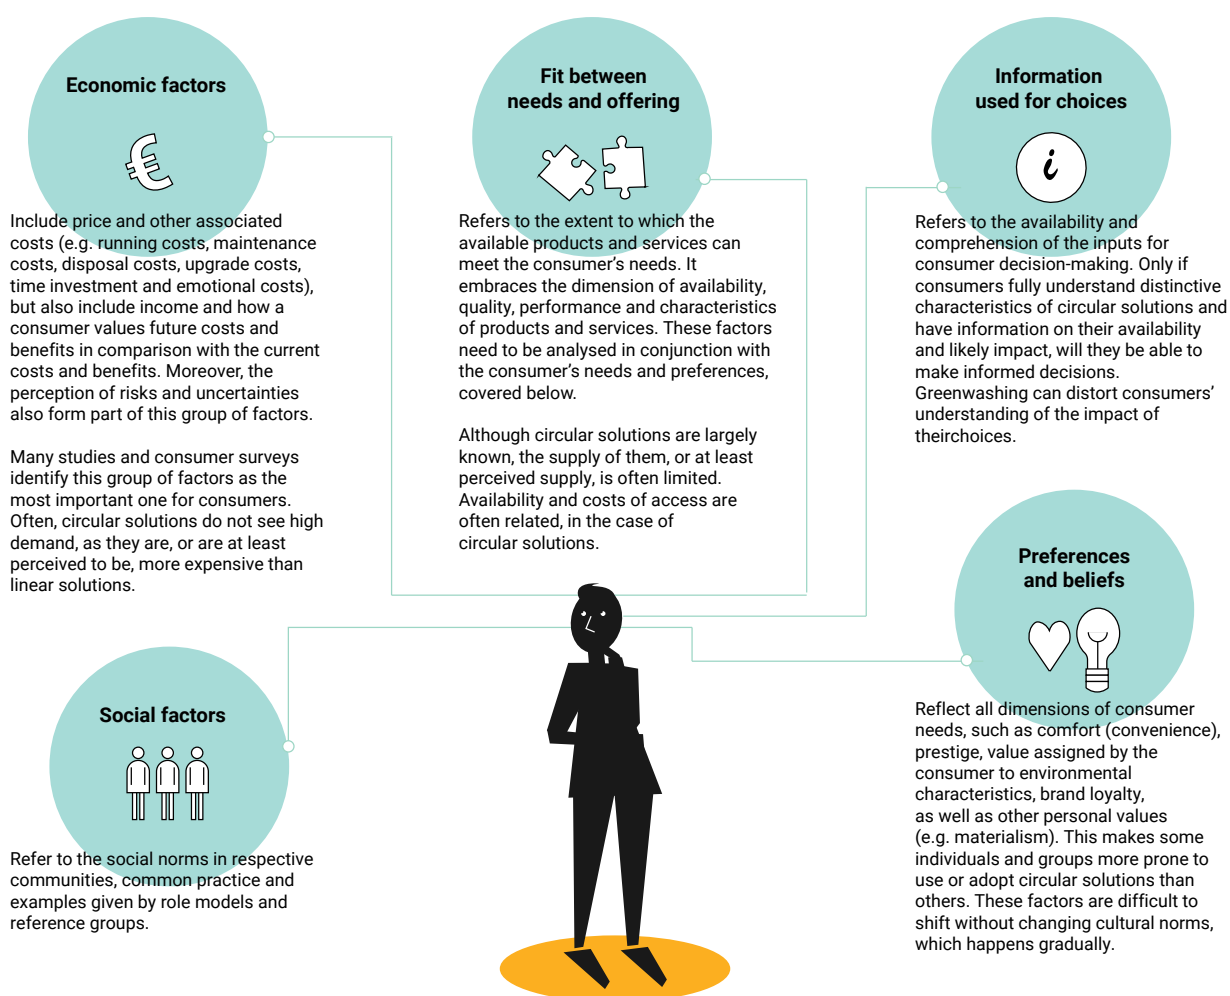 Economic factors
Include price and other associated
costs (e.g. running costs, maintenance
costs, disposal costs, upgrade costs,
time investment and emotional costs),
but also include income and how a
consumer values future costs and
benefits in comparison with the current
costs and benefits. Moreover, the
perception of risks and uncertainties
also form part of this group of factors.
Many studies and consumer surveys
identify this group of factors as the
most important one for consumers.
Often, circular solutions do not see high
demand, as they are, or are at least
perceived to be, more expensive than
linear solutions.
Fit between
needs and offering
Refers to the extent to which the
available products and services can
meet the consumer's needs. It
embraces the dimension of availability,
quality, performance and characteristics
of products and services. These factors
need to be analysed in conjunction with
the consumer's needs and preferences,
covered below.
Although circular solutions are largely
known, the supply of them, or at least
perceived supply, is often limited.
Availability and costs of access are
often related, in the case of
circular solutions.
Information
used for choices
i
Refers to the availability and
comprehension of the inputs for
consumer decision-making. Only if
consumers fully understand distinctive
characteristics of circular solutions and
have information on their availability
and likely impact, will they be able to
make informed decisions.
Greenwashing can distort consumers'
understanding of the impact of
theirchoices.
Social factors
Refer to the social norms in respective
communities, common practice and
examples given by role models and
reference groups.
Preferences
and beliefs
Reflect all dimensions of consumer
needs, such as comfort (convenience),
prestige, value assigned by the
consumer to environmental
characteristics, brand loyalty,
as well as other personal values
(e.g. materialism). This makes some
individuals and groups more prone to
use or adopt circular solutions than
others. These factors are difficult to
shift without changing cultural norms,
which happens gradually.